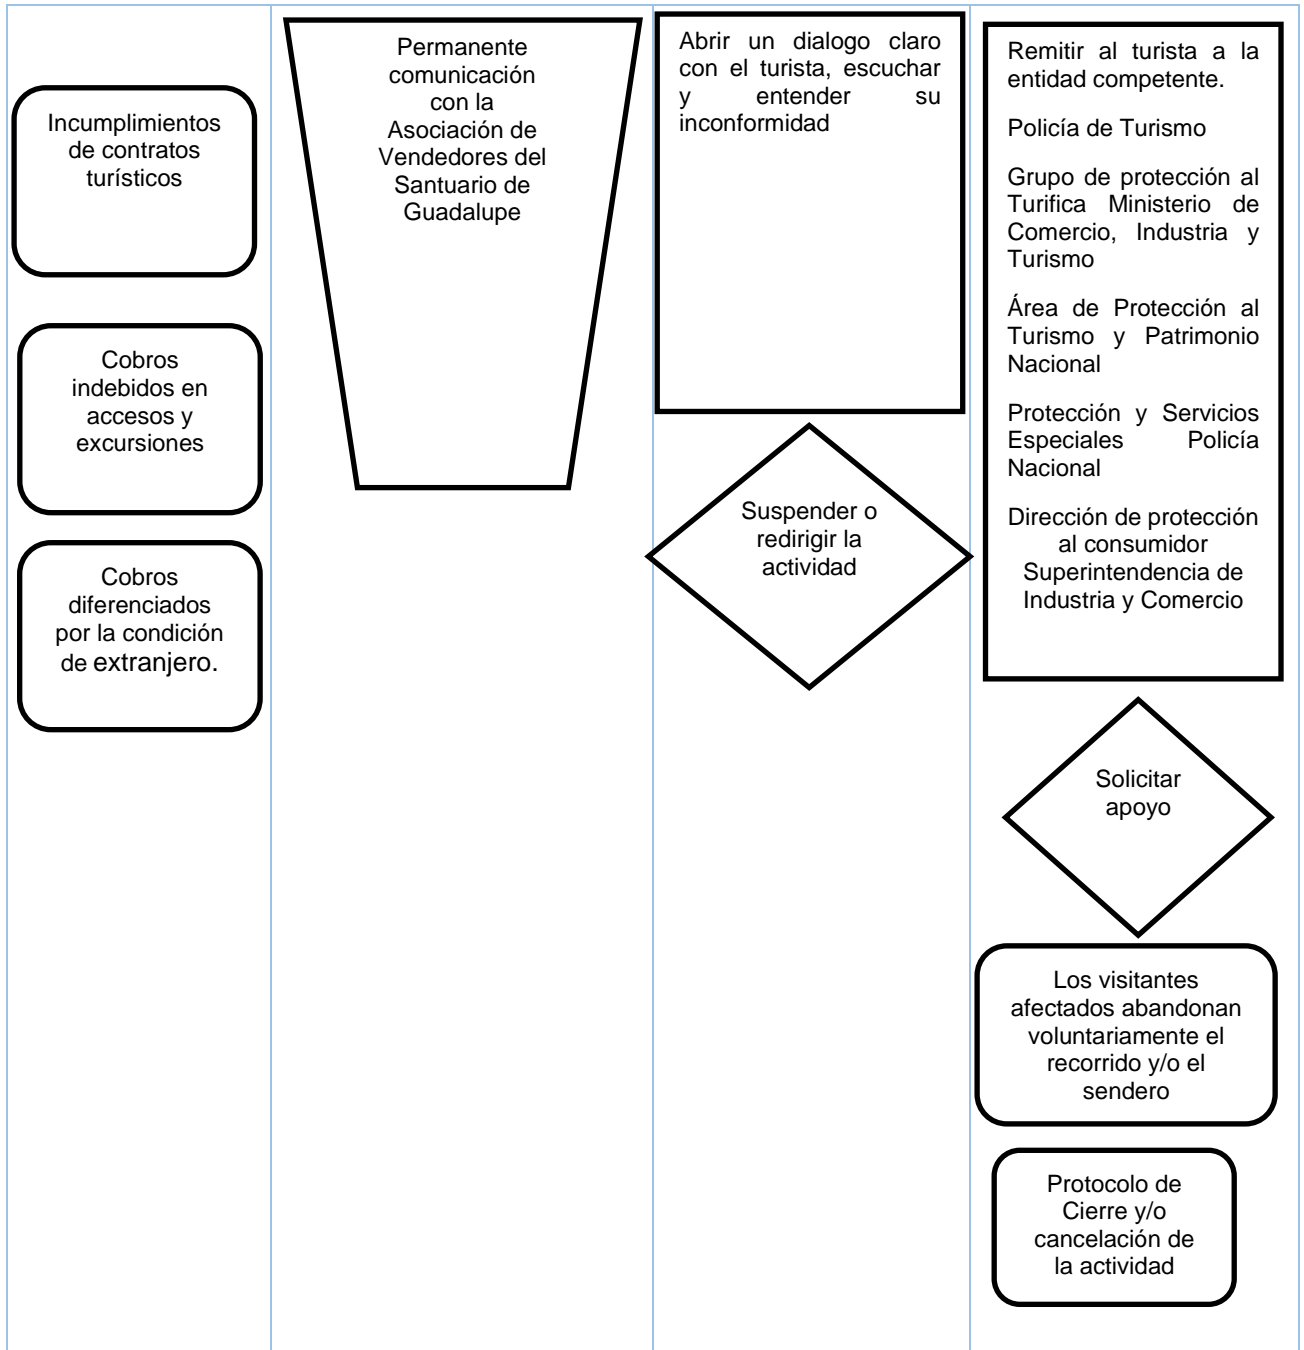 Incumplimientos
de contratos
turísticos
Cobros
indebidos en
accesos y
excursiones
Cobros
diferenciados
por la condición
de extranjero.
Permanente
comunicación
con la
Asociación de
Vendedores del
Santuario de
Guadalupe
Abrir un dialogo claro
con el turista, escuchar
y entender su
inconformidad
Suspender o
redirigir la
actividad
Remitir al turista a la
entidad competente.
Policía de Turismo
Grupo de protección al
Turifica Ministerio de
Comercio, Industria y
Turismo
Área de Protección al
Turismo y Patrimonio
Nacional
Protección y Servicios
Especiales Policía
Nacional
Dirección de protección
al consumidor
Superintendencia de
Industria y Comercio
Solicitar
apoyo
Los visitantes
afectados abandonan
voluntariamente el
recorrido y/o el
sendero
Protocolo de
Cierre y/o
cancelación de
la actividad